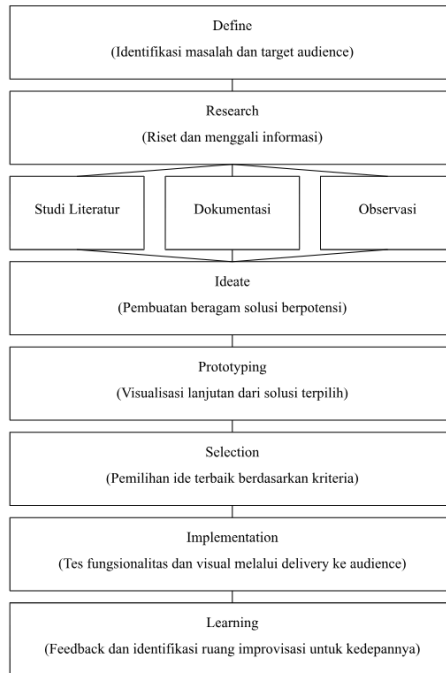 Define
(Identifikasi masalah dan target audience)
Research
(Riset dan menggali informasi)
Studi Literatur
Dokumentasi
Observasi
Ideate
(Pembuatan beragam solusi berpotensi)
Prototyping
(Visualisasi lanjutan dari solusi terpilih)
Selection
(Pemilihan ide terbaik berdasarkan kriteria)
Implementation
(Tes fungsionalitas dan visual melalui delivery ke audience)
Learning
(Feedback dan identifikasi ruang improvisasi untuk kedepannya)